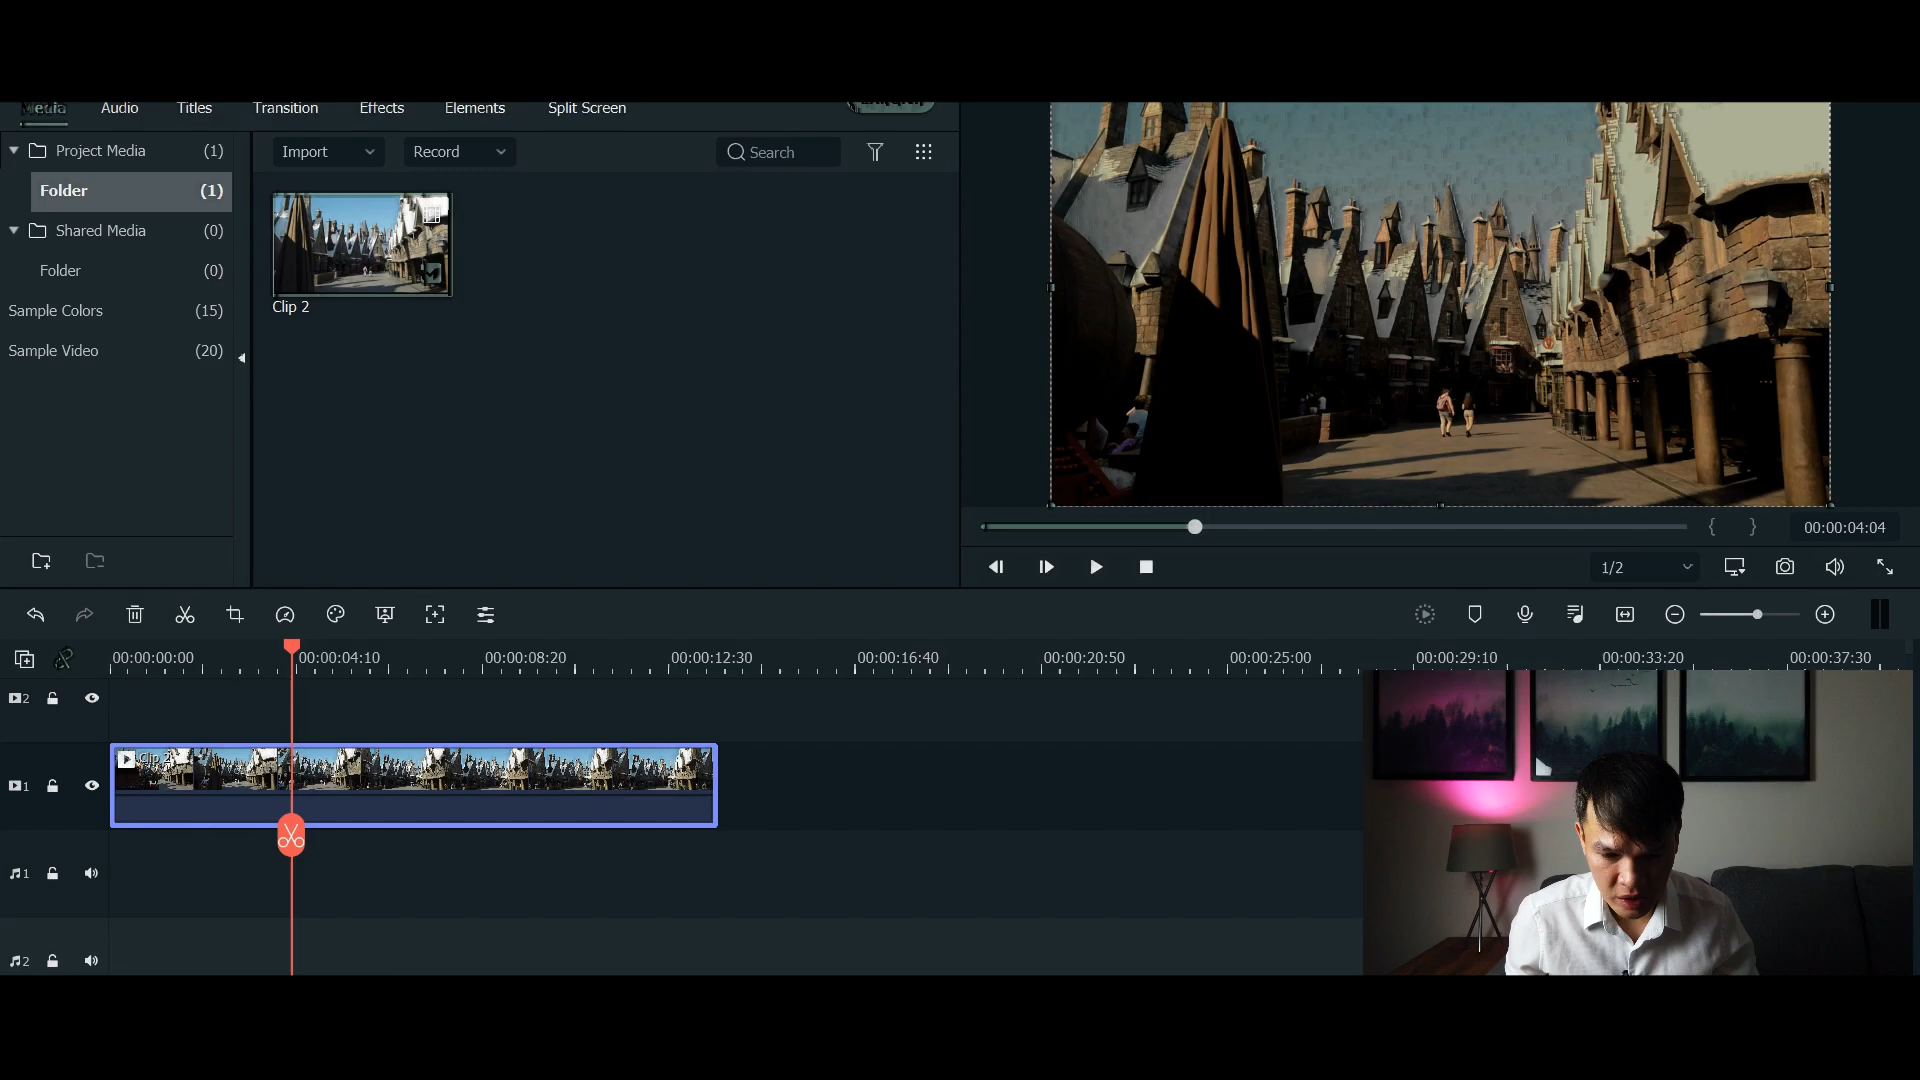 Media Audio Titles Transition Effects Elements Split Screen
Project Media (1)
Import Record Search
Folder (1)
Shared Media (0)
Folder (0)
Sample Colors (15)
Sample Video (20)
Clip 2
00:00:04:04
1/2
00:00:00:00 00:00:04:10 00:00:08:20 00:00:12:30 00:00:16:40 00:00:20:50 00:00:25:00 00:00:29:10 00:00:33:20 00:00:37:30
2
Clip 2
1
1
2